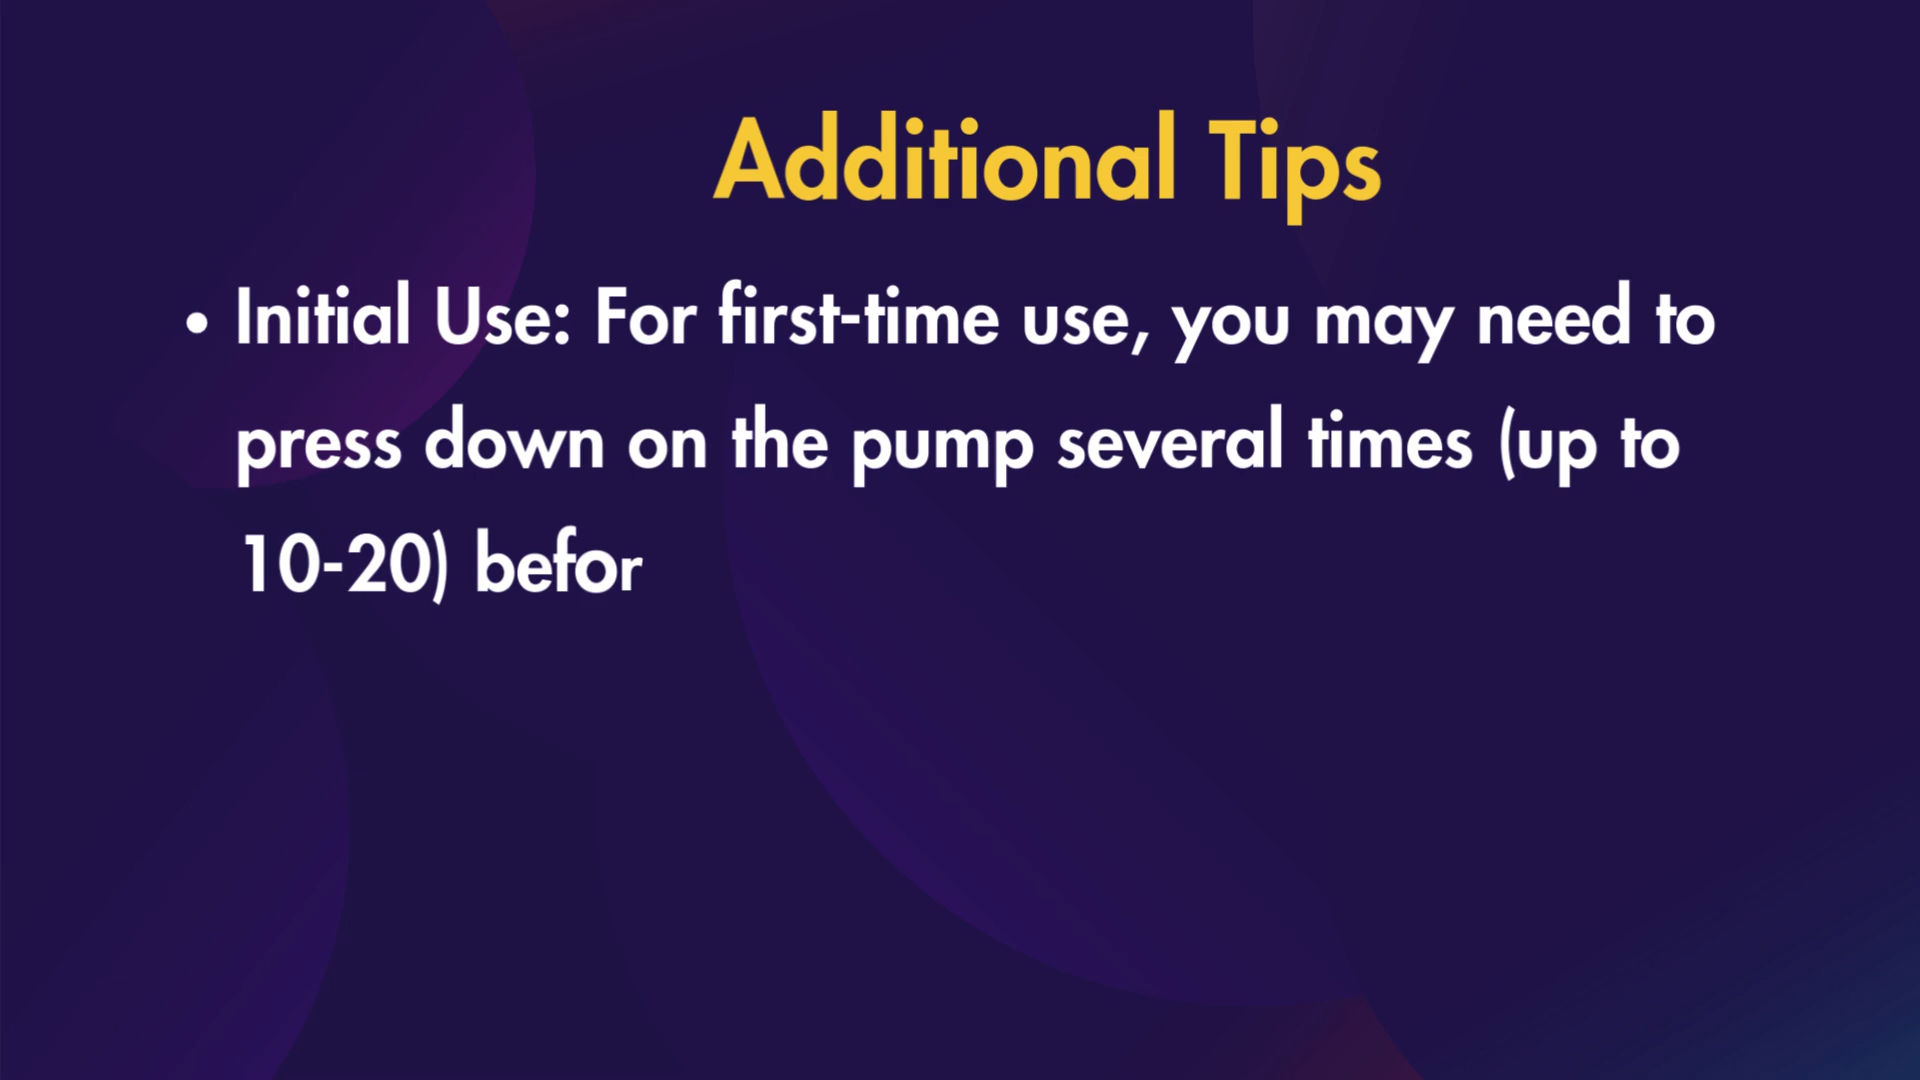 Additional Tips
• Initial Use: For first-time use, you may need to
press down on the pump several times (up to
10-20) befor